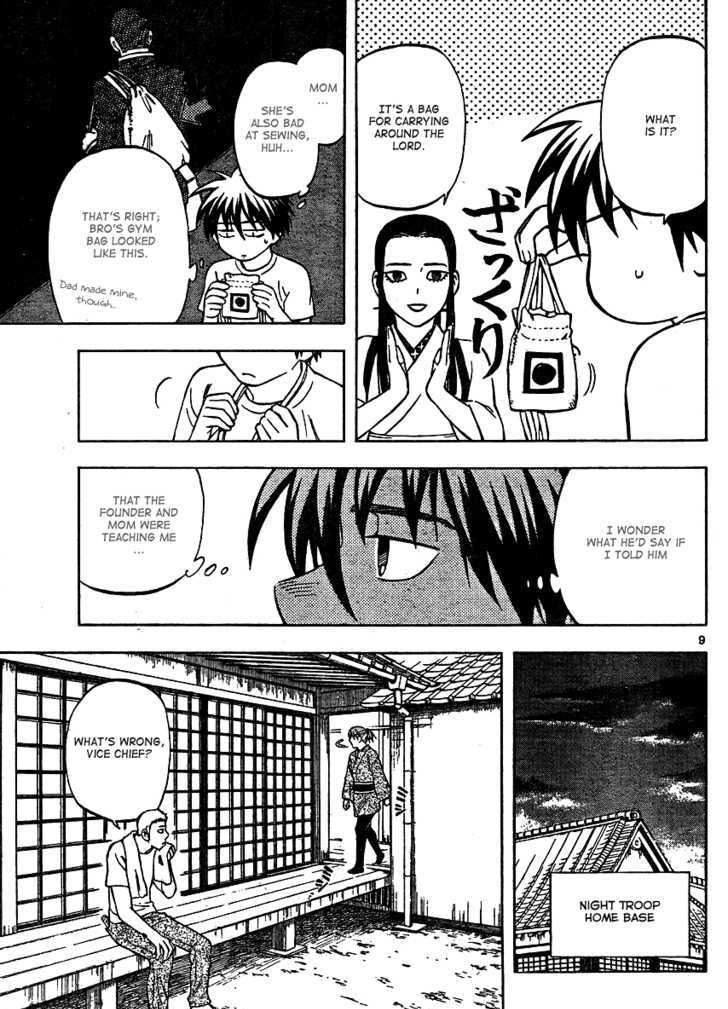 WHAT
IS IT?
IT'S A BAG
FOR CARRYING
AROUND THE
LORD.
ざっくり
MOM
...
SHE'S
ALSO BAD
AT SEWING,
HUH...
THAT'S RIGHT;
BRO'S GYM
BAG LOOKED
LIKE THIS.
Dad made mine,
though..
I WONDER
WHAT HE'D SAY IF
I TOLD HIM
THAT THE
FOUNDER AND
MOM WERE
TEACHING ME
...
9
NIGHT TROOP
HOME BASE
WHAT'S WRONG,
VICE CHIEF?